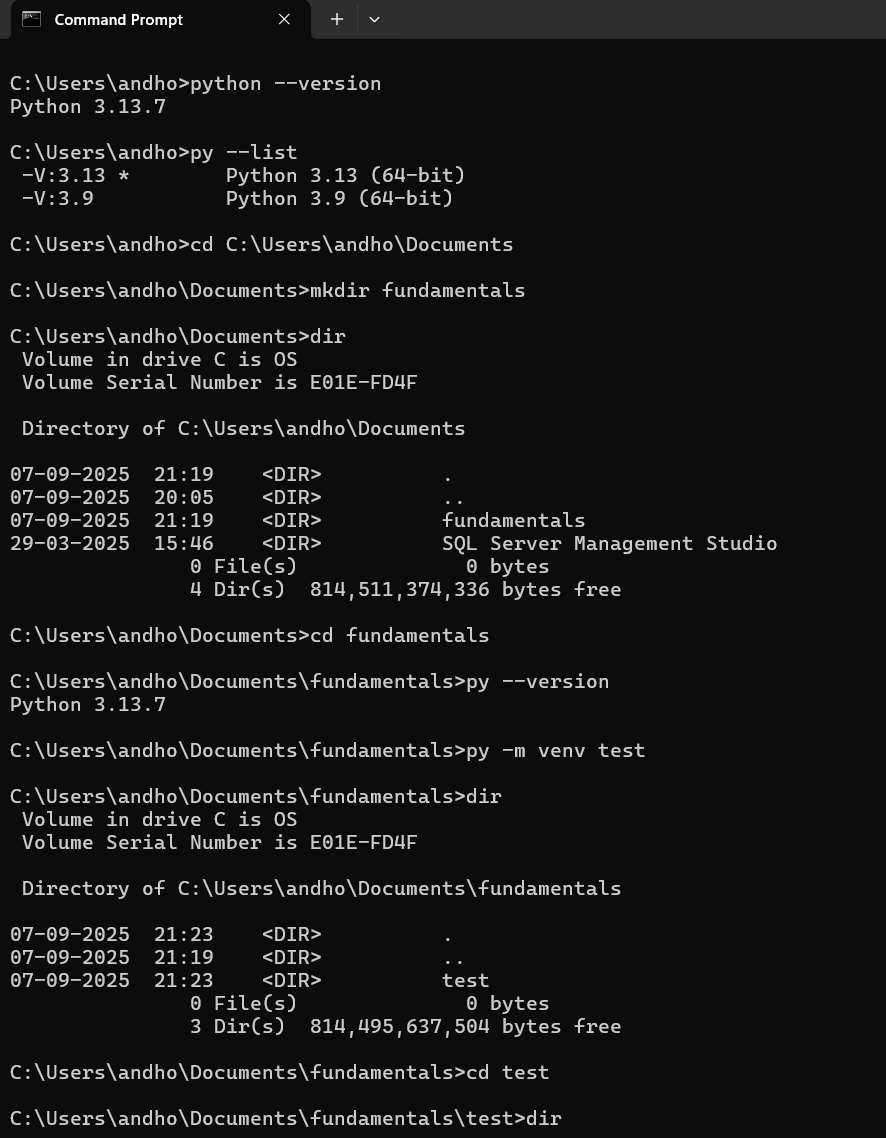 Command Prompt
C:\Users\andho>python --version
Python 3.13.7
C:\Users\andho>py --list
 -V:3.13 *        Python 3.13 (64-bit)
 -V:3.9           Python 3.9 (64-bit)
C:\Users\andho>cd C:\Users\andho\Documents
C:\Users\andho\Documents>mkdir fundamentals
C:\Users\andho\Documents>dir
 Volume in drive C is OS
 Volume Serial Number is E01E-FD4F
 Directory of C:\Users\andho\Documents
07-09-2025  21:19    <DIR>          .
07-09-2025  20:05    <DIR>          ..
07-09-2025  21:19    <DIR>          fundamentals
29-03-2025  15:46    <DIR>          SQL Server Management Studio
               0 File(s)              0 bytes
               4 Dir(s)  814,511,374,336 bytes free
C:\Users\andho\Documents>cd fundamentals
C:\Users\andho\Documents\fundamentals>py --version
Python 3.13.7
C:\Users\andho\Documents\fundamentals>py -m venv test
C:\Users\andho\Documents\fundamentals>dir
 Volume in drive C is OS
 Volume Serial Number is E01E-FD4F
 Directory of C:\Users\andho\Documents\fundamentals
07-09-2025  21:23    <DIR>          .
07-09-2025  21:19    <DIR>          ..
07-09-2025  21:23    <DIR>          test
               0 File(s)              0 bytes
               3 Dir(s)  814,495,637,504 bytes free
C:\Users\andho\Documents\fundamentals>cd test
C:\Users\andho\Documents\fundamentals\test>dir